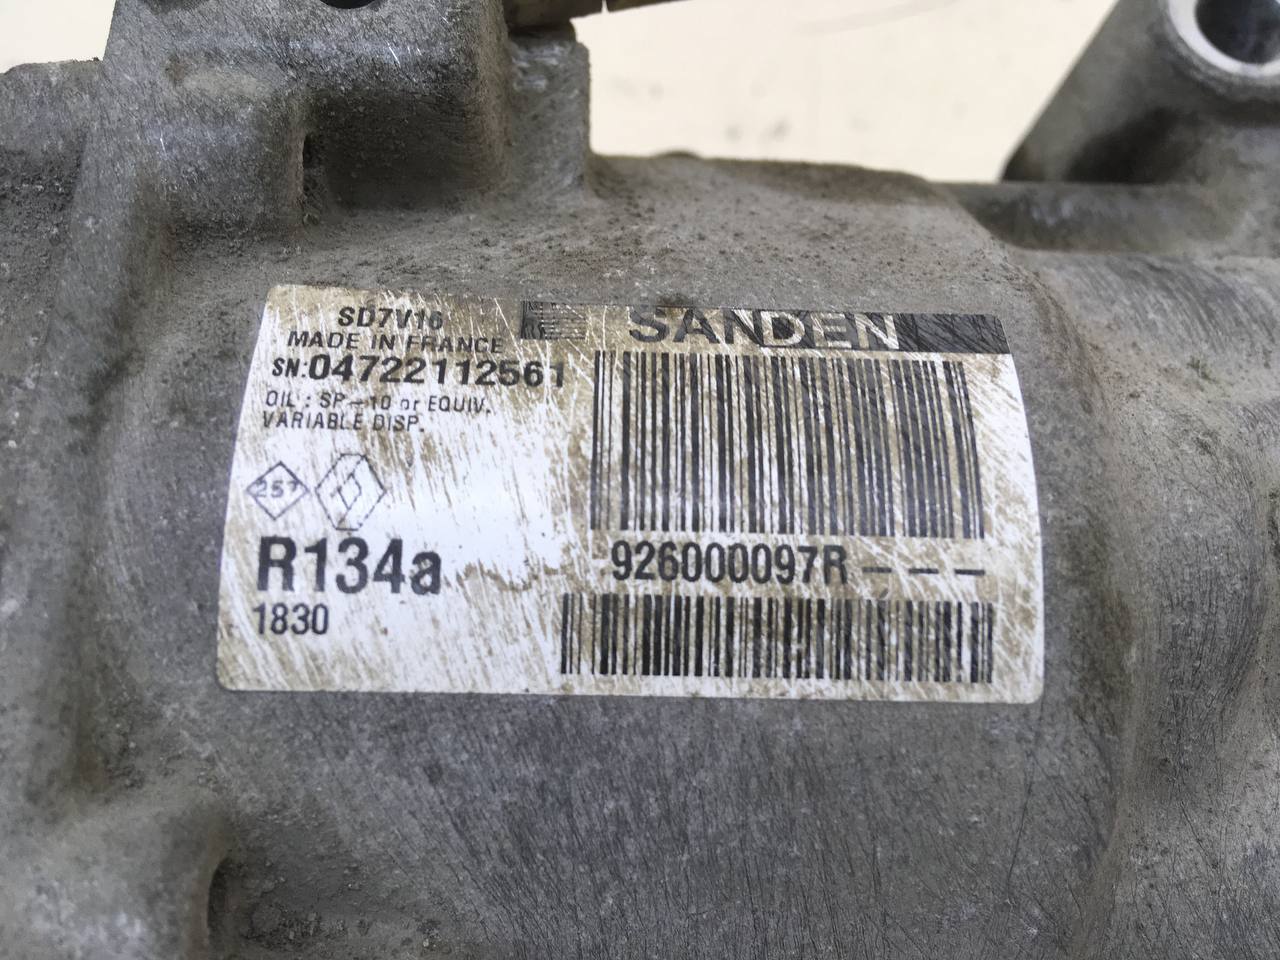 SD7V16
SANDEN
MADE IN FRANCE
SN:04722112561
OIL : SP-10 or EQUIV.
VARIABLE DISP.
257
R134a
926000097R---
1830